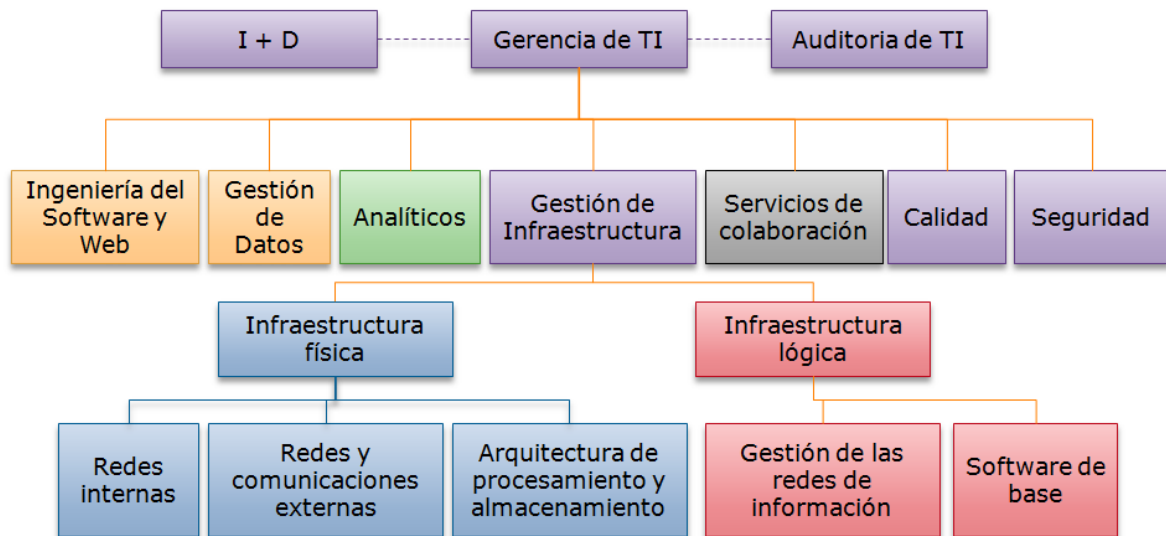 I + D
Gerencia de TI
Auditoria de TI
Ingeniería del
Software y
Web
Gestión
de
Datos
Analíticos
Gestión de
Infraestructura
Servicios de
colaboración
Calidad
Seguridad
Infraestructura
física
Infraestructura
lógica
Redes
internas
Redes y
comunicaciones
externas
Arquitectura de
procesamiento y
almacenamiento
Gestión de las
redes de
información
Software de
base